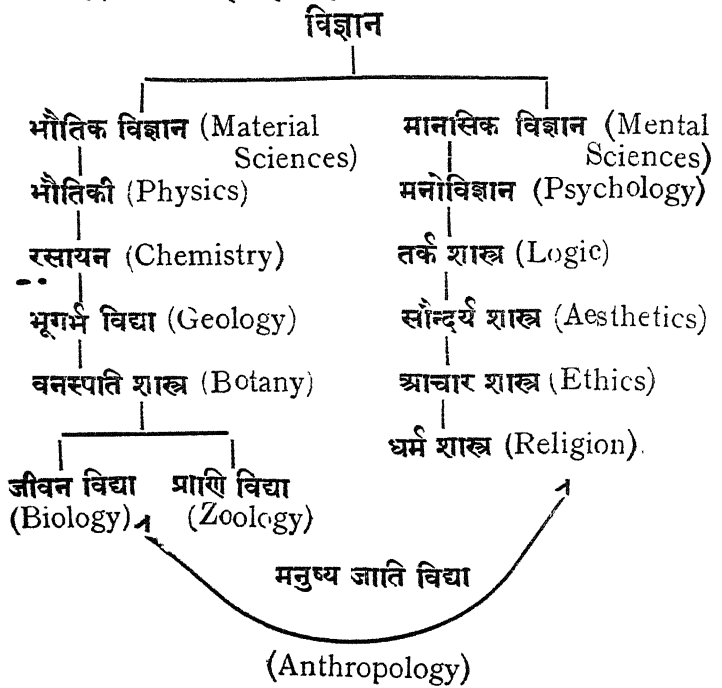 विज्ञान
भौतिक विज्ञान (Material
Sciences)
भौतिकी (Physics)
रसायन (Chemistry)
भूगर्भ विद्या (Geology)
वनस्पति शास्त्र (Botany)
जीवन विद्या
(Biology)
प्राणि विद्या
(Zoology)
मानसिक विज्ञान (Mental
Sciences)
मनोविज्ञान (Psychology)
तर्क शास्त्र (Logic)
सौन्दर्य शास्त्र (Aesthetics)
आचार शास्त्र (Ethics)
धर्म शास्त्र (Religion).
मनुष्य जाति विद्या
(Anthropology)